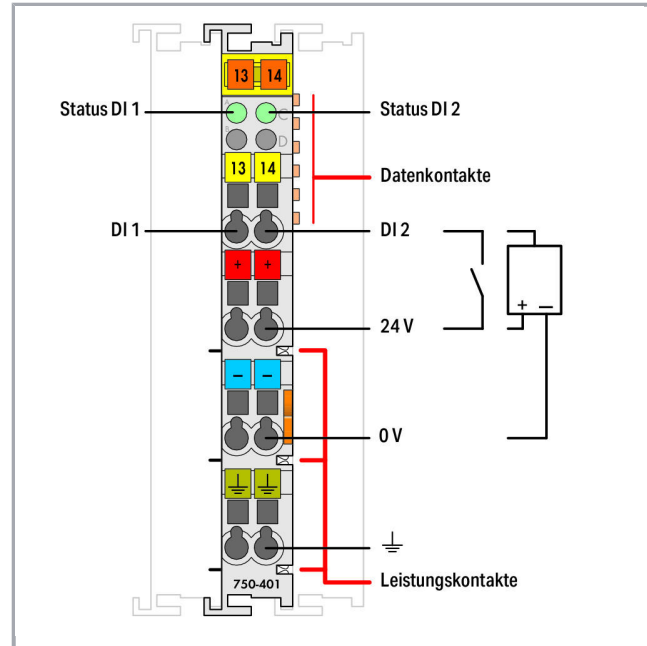 13 14
Status DI 1
A
C
Status DI 2
B
D
13 14
Datenkontakte
DI 1
DI 2
+ +
+ −
24 V
− −
0 V
750-401
Leistungskontakte